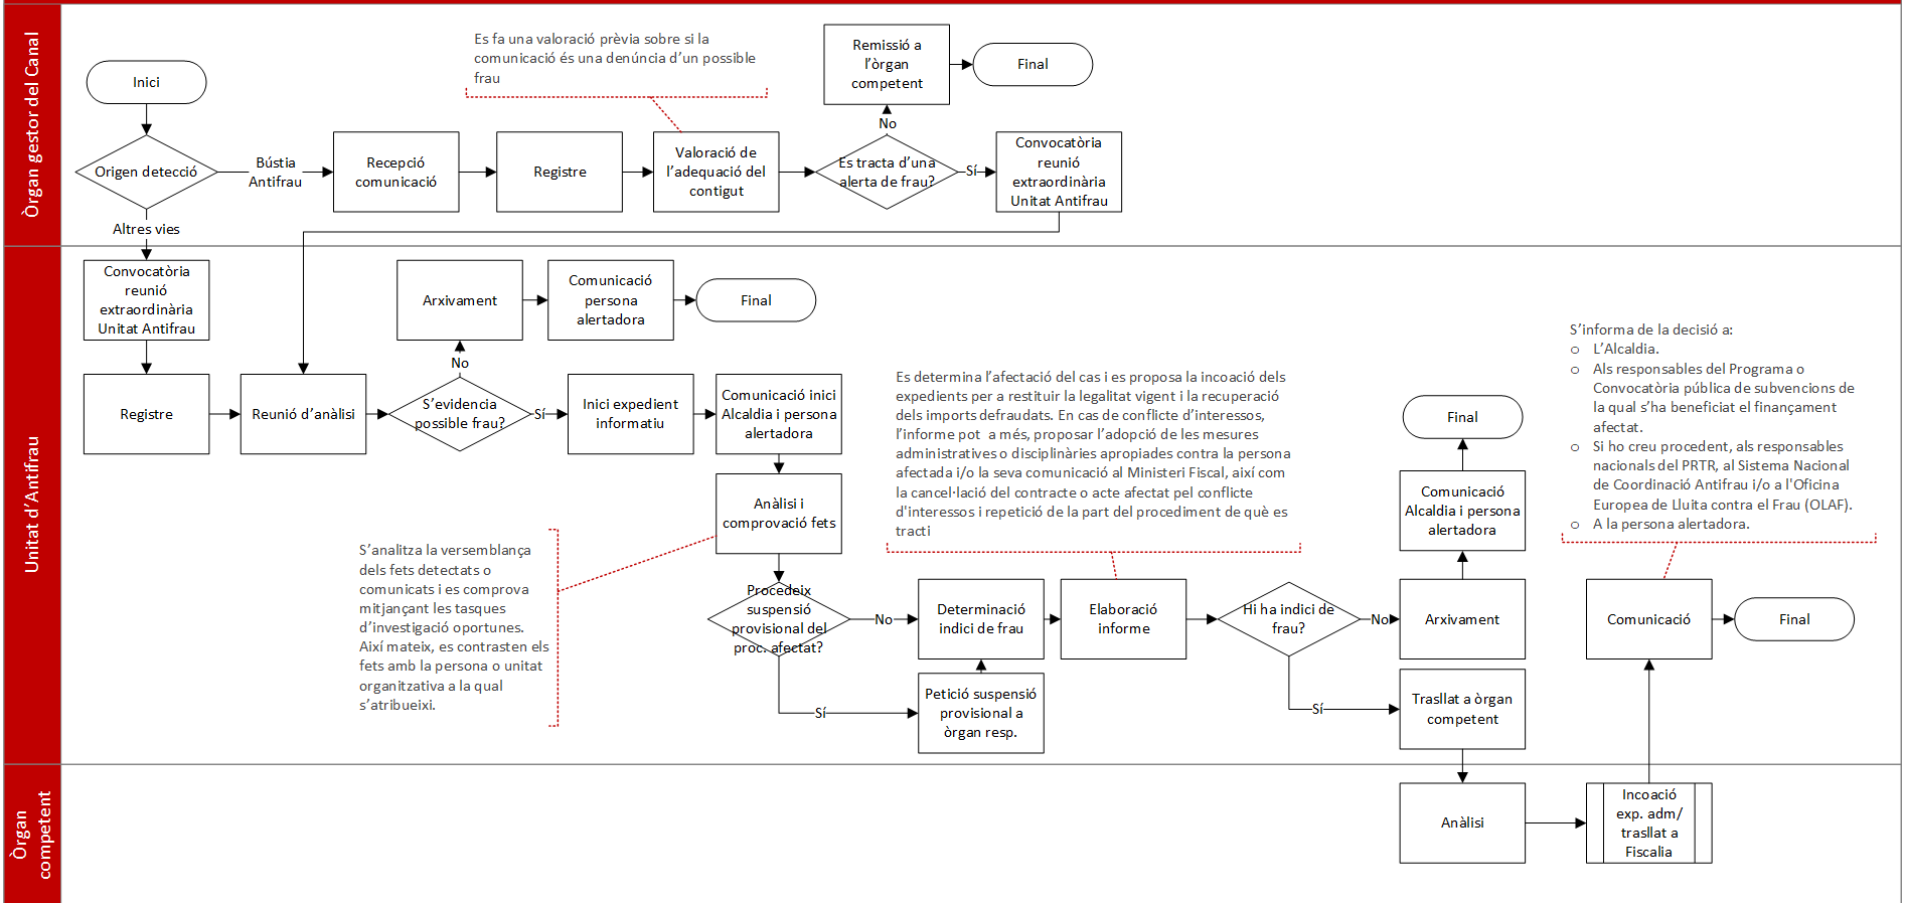 Òrgan gestor del Canal
Inici
Origen detecció
Bústia
Antifrau
Altres vies
Recepció
comunicació
Registre
Es fa una valoració prèvia sobre si la
comunicació és una denúncia d'un possible
frau
Valoració de
l'adequació del
contigut
Es tracta d'una
alerta de frau?
No
Remissió a
l'òrgan
competent
Final
Sí
Convocatòria
reunió
extraordinària
Unitat Antifrau
Unitat d'Antifrau
Convocatòria
reunió
extraordinària
Unitat Antifrau
Registre
Reunió d'anàlisi
S'evidencia
possible frau?
No
Arxivament
Comunicació
persona
alertadora
Final
Sí
Inici expedient
informatiu
Comunicació inici
Alcaldia i persona
alertadora
Anàlisi i
comprovació fets
S'analitza la versemblança
dels fets detectats o
comunicats i es comprova
mitjançant les tasques
d'investigació oportunes.
Així mateix, es contrasten els
fets amb la persona o unitat
organitzativa a la qual
s'atribueixi.
Procedeix
suspensió
provisional del
proc. afectat?
No
Sí
Petició suspensió
provisional a
òrgan resp.
Determinació
indici de frau
Es determina l'afectació del cas i es proposa la incoació dels
expedients per a restituir la legalitat vigent i la recuperació
dels imports defraudats. En cas de conflicte d'interessos,
l'informe pot  a més, proposar l'adopció de les mesures
administratives o disciplinàries apropiades contra la persona
afectada i/o la seva comunicació al Ministeri Fiscal, així com
la cancel·lació del contracte o acte afectat pel conflicte
d'interessos i repetició de la part del procediment de què es
tracti
Elaboració
informe
Hi ha indici de
frau?
No
Arxivament
Comunicació
Alcaldia i persona
alertadora
Final
Sí
Trasllat a òrgan
competent
S'informa de la decisió a:
o L'Alcaldia.
o Als responsables del Programa o
Convocatòria pública de subvencions de
la qual s'ha beneficiat el finançament
afectat.
o Si ho creu procedent, als responsables
nacionals del PRTR, al Sistema Nacional
de Coordinació Antifrau i/o a l'Oficina
Europea de Lluita contra el Frau (OLAF).
o A la persona alertadora.
Comunicació
Final
Òrgan
competent
Anàlisi
Incoació
exp. adm/
trasllat a
Fiscalia